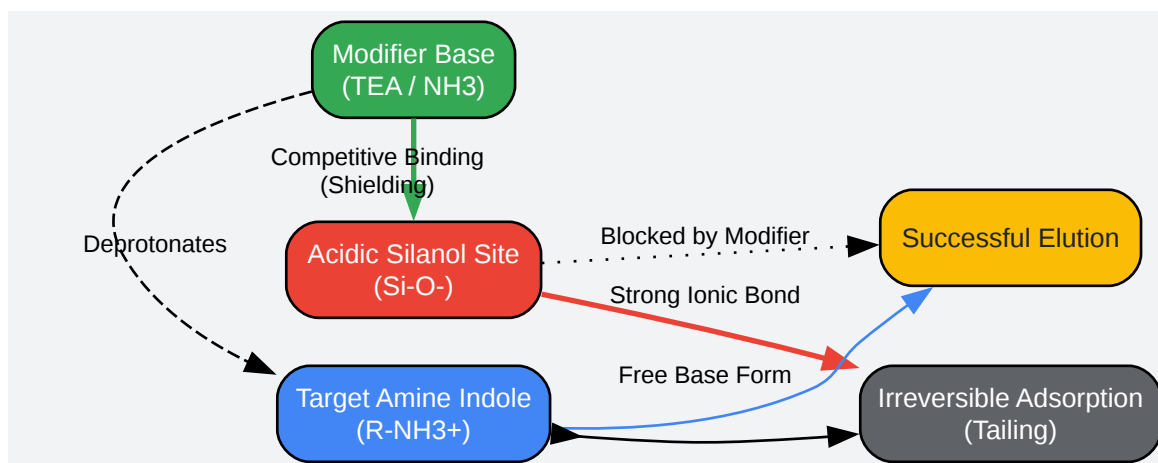 Modifier Base
(TEA / NH3)
Competitive Binding
(Shielding)
Deprotonates
Acidic Silanol Site
(Si-O-)
Blocked by Modifier
Successful Elution
Strong Ionic Bond
Free Base Form
Target Amine Indole
(R-NH3+)
Irreversible Adsorption
(Tailing)